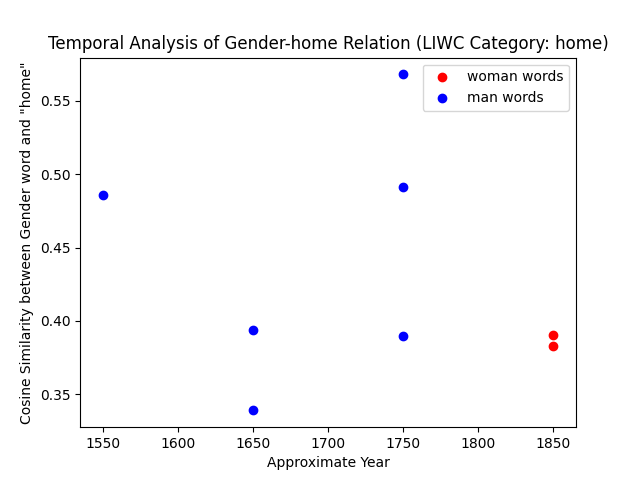 Temporal Analysis of Gender-home Relation (LIWC Category: home)
woman words
man words
Cosine Similarity between Gender word and "home"
0.55
0.50
0.45
0.40
0.35
1550 1600 1650 1700 1750 1800 1850
Approximate Year